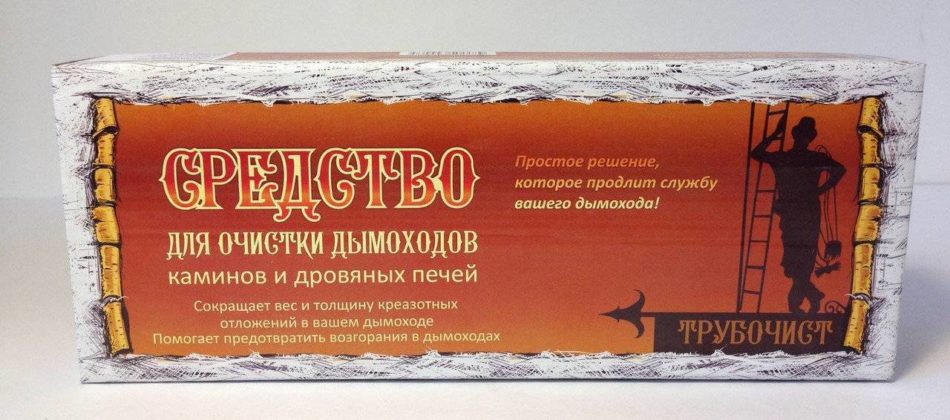 СРЕДСТВО
ДЛЯ ОЧИСТКИ ДЫМОХОДОВ
каминов и дровяных печей
Сокращает вес и толщину креазотных
отложений в вашем дымоходе
Помогает предотвратить возгорания в дымоходах
Простое решение,
которое продлит службу
вашего дымохода!
ТРУБОЧИСТ